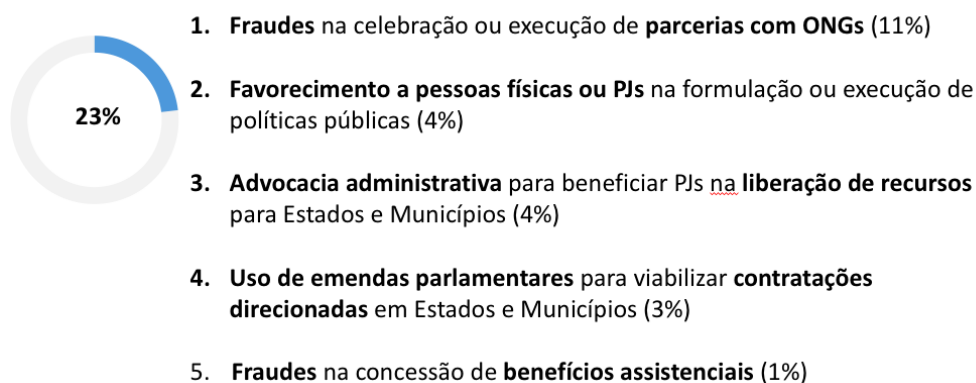 23%
1. Fraudes na celebração ou execução de parcerias com ONGs (11%)
2. Favorecimento a pessoas físicas ou PJs na formulação ou execução de
políticas públicas (4%)
3. Advocacia administrativa para beneficiar PJs na liberação de recursos
para Estados e Municípios (4%)
4. Uso de emendas parlamentares para viabilizar contratações
direcionadas em Estados e Municípios (3%)
5. Fraudes na concessão de benefícios assistenciais (1%)